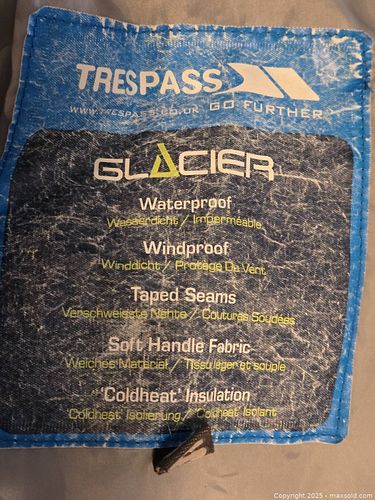 TRESPASS
WWW.TRESPASS.CO.UK GO FURTHER
GLACIER
Waterproof
Wasserdicht / Imperméable
Windproof
Winddicht / Protège Du Vent
Taped Seams
Verschweisste Nähte / Coutures Soudées
Soft Handle Fabric
Weiches Material / Tissu léger et souple
'Coldheat' Insulation
'Coldheat' Isolierung / 'Coldheat' Isolant
Copyright 2025 - maxsold.com